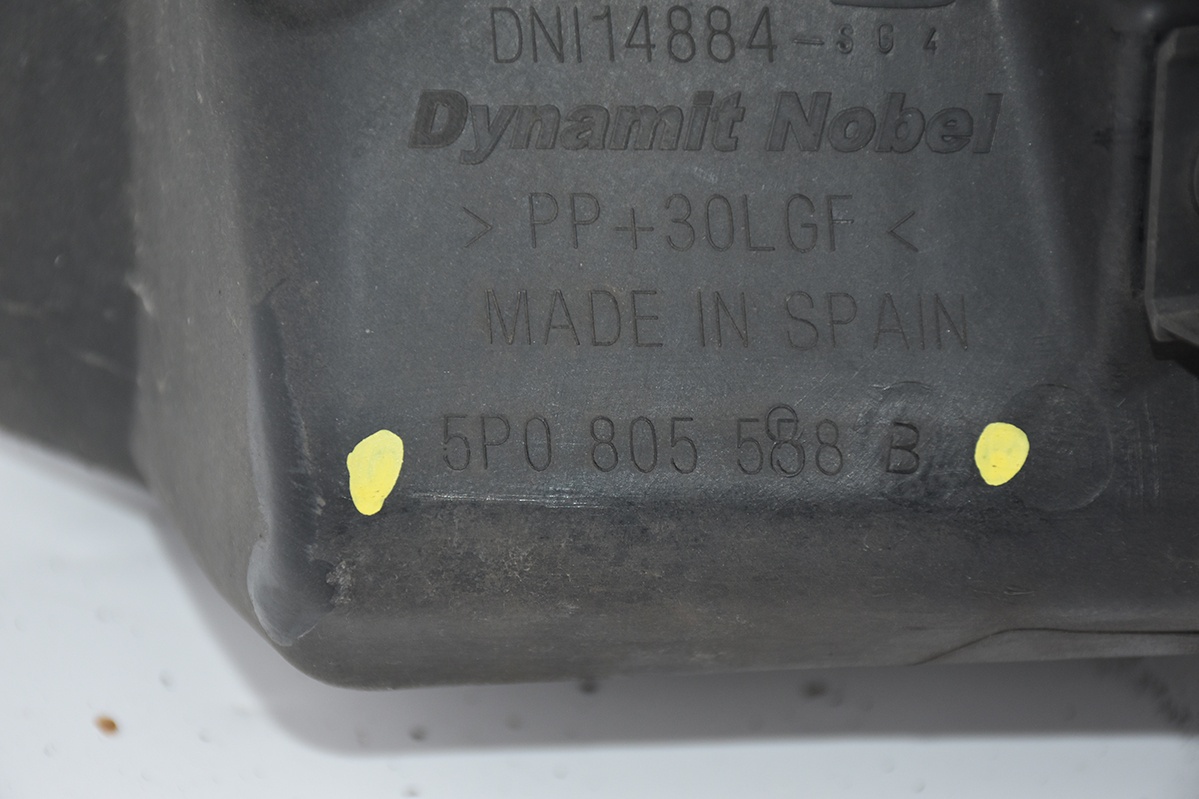 DNI14884-SG4
Dynamit Nobel
> PP+30LGF <
MADE IN SPAIN
5P0 805 588 B